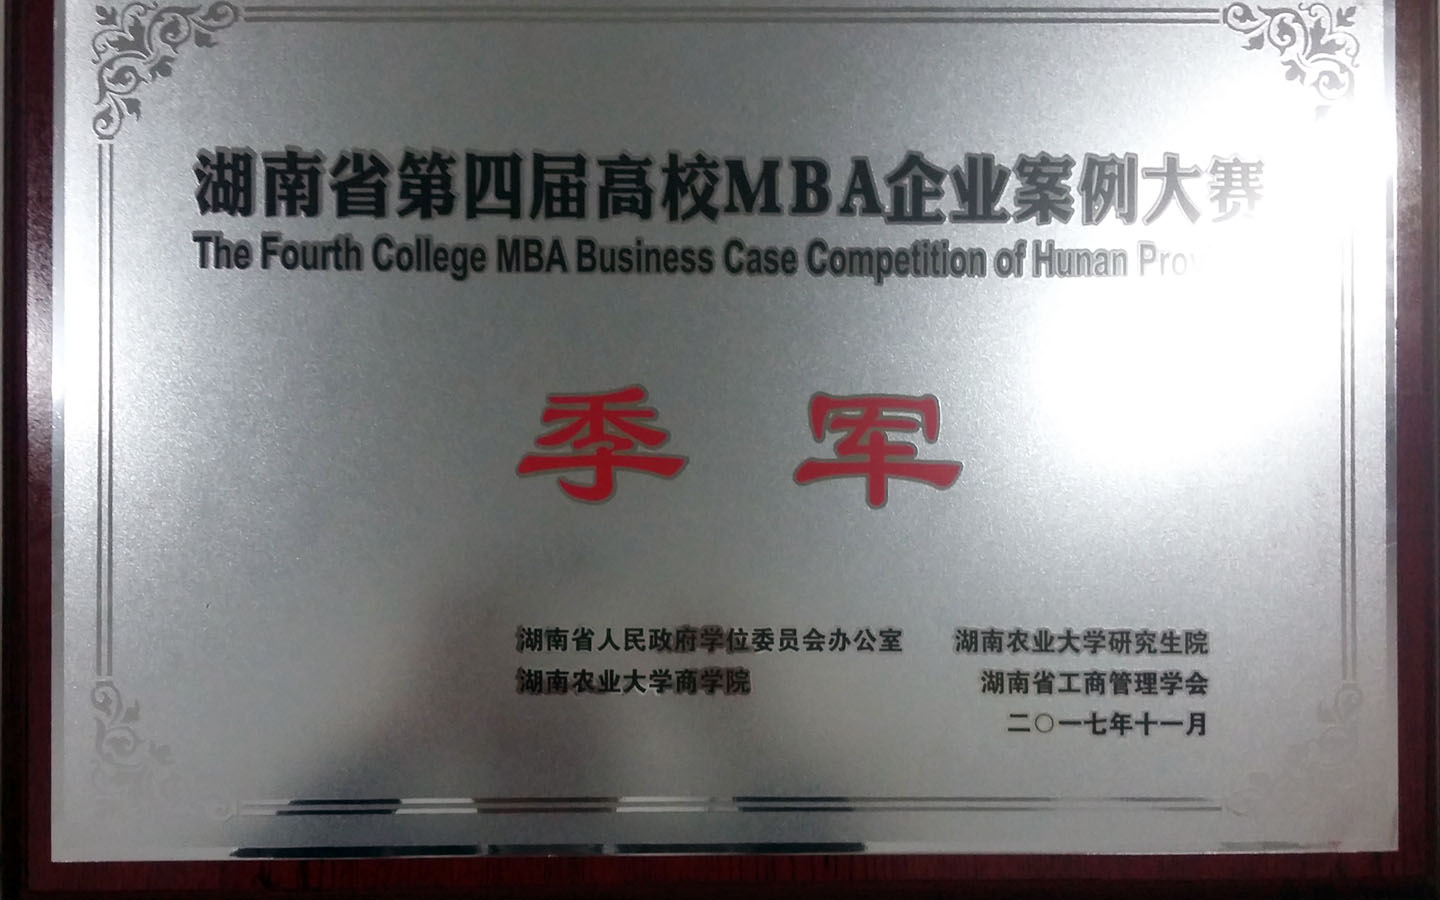 湖南省第四届高校MBA企业案例大赛
The Fourth College MBA Business Case Competition of Hunan
季 军
湖南省人民政府学位委员会办公室 湖南农业大学研究生院
湖南农业大学商学院 湖南省工商管理学会
二〇一七年十一月